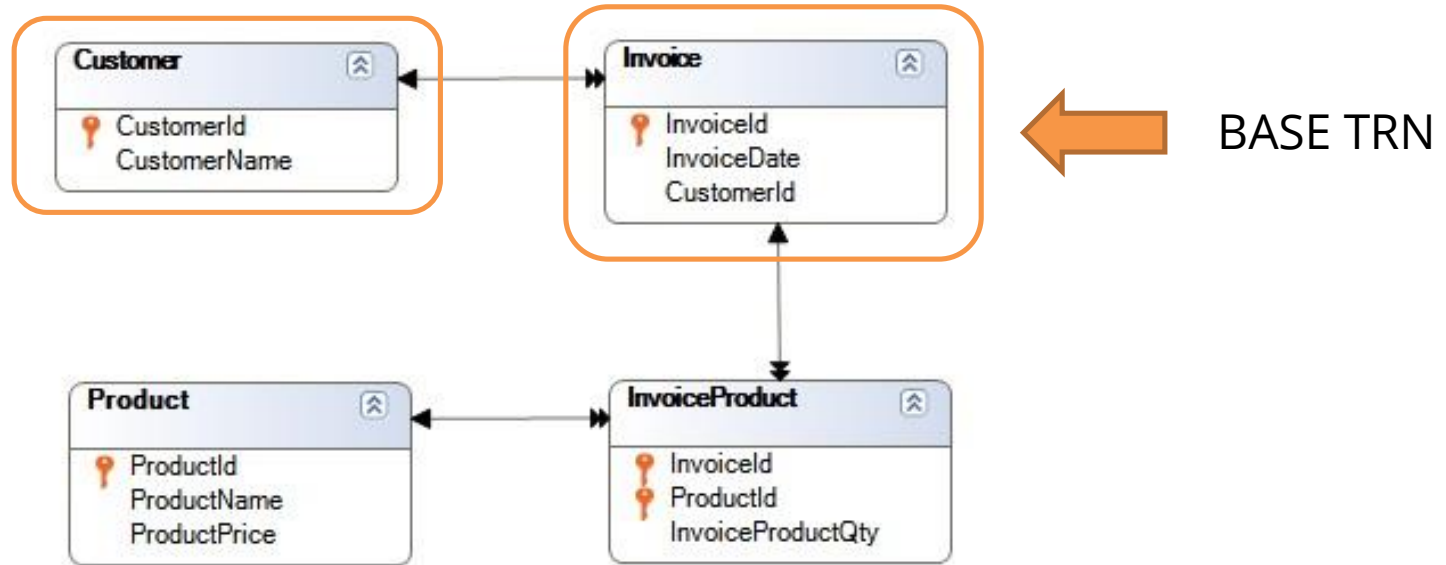 Customer
CustomerId
CustomerName
Invoice
InvoiceId
InvoiceDate
CustomerId
BASE TRN
Product
ProductId
ProductName
ProductPrice
InvoiceProduct
InvoiceId
ProductId
InvoiceProductQty